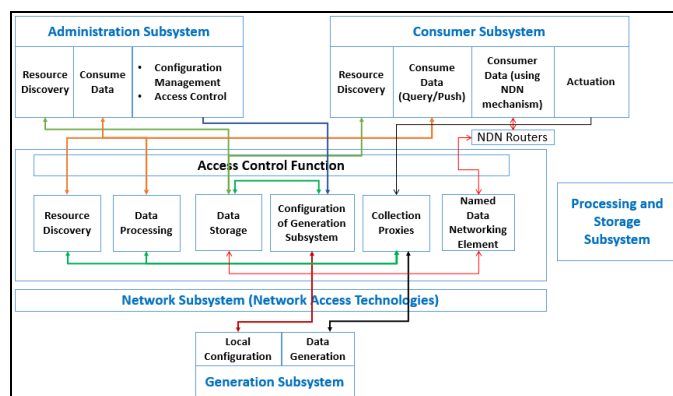 Administration Subsystem
Consumer Subsystem
Resource
Discovery
Consume
Data
• Configuration
Management
• Access Control
Resource
Discovery
Consume
Data
(Query/Push)
Consumer
Data (using
NDN
mechanism)
Actuation
NDN Routers
Access Control Function
Resource
Discovery
Data
Processing
Data
Storage
Configuration
of Generation
Subsystem
Collection
Proxies
Named
Data
Networking
Element
Processing and
Storage
Subsystem
Network Subsystem (Network Access Technologies)
Local
Configuration
Data
Generation
Generation Subsystem